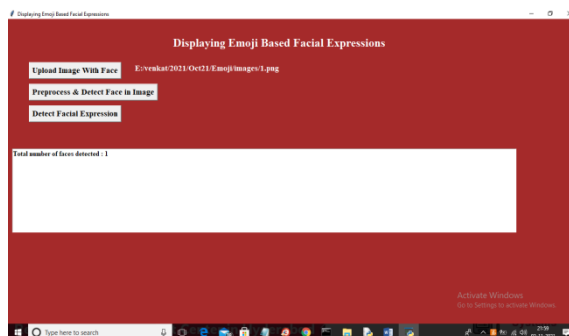 Displaying Emoji Based Facial Expressions
Displaying Emoji Based Facial Expressions
Upload Image With Face
E:/venkat/2021/Oct21/Emoji/images/1.png
Preprocess & Detect Face in Image
Detect Facial Expression
Total number of faces detected : 1
Activate Windows
Go to Settings to activate Windows.
Type here to search
21:59